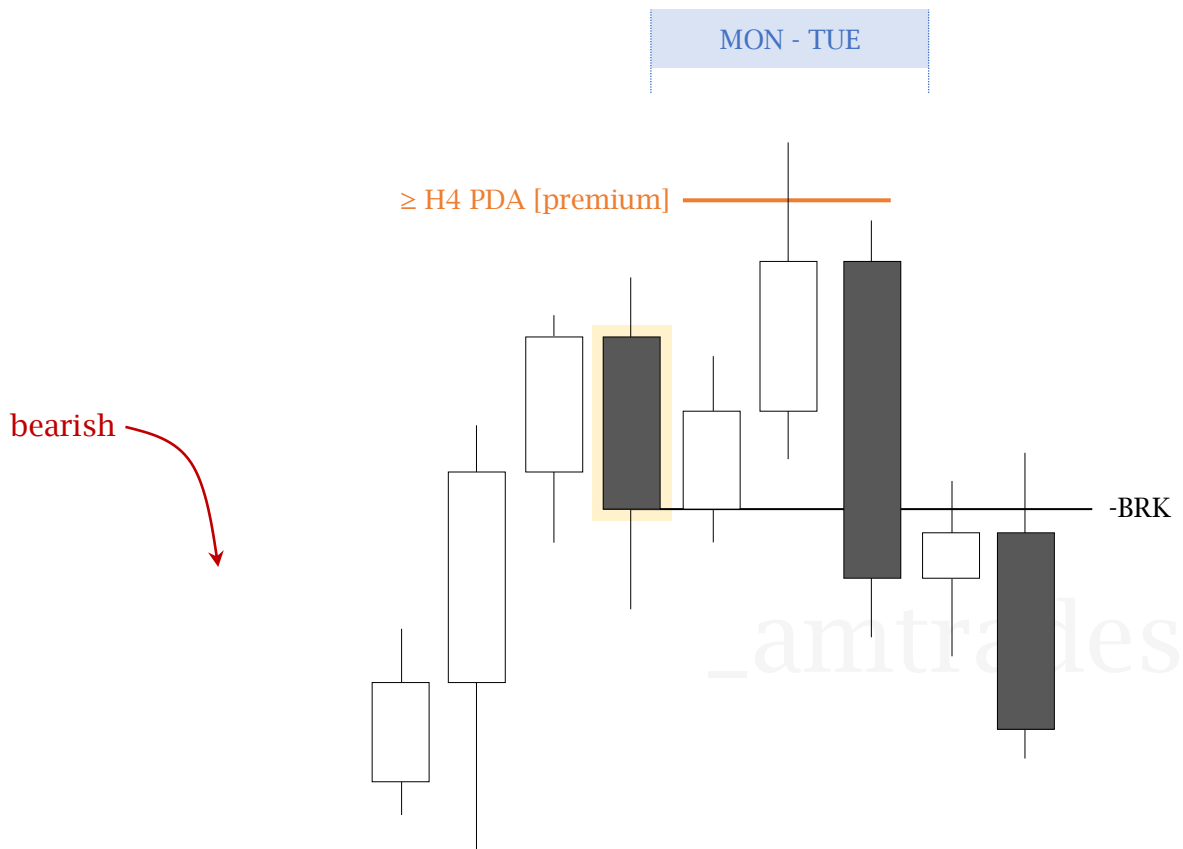 MON - TUE
≥ H4 PDA [premium]
bearish
-BRK
_amtrades